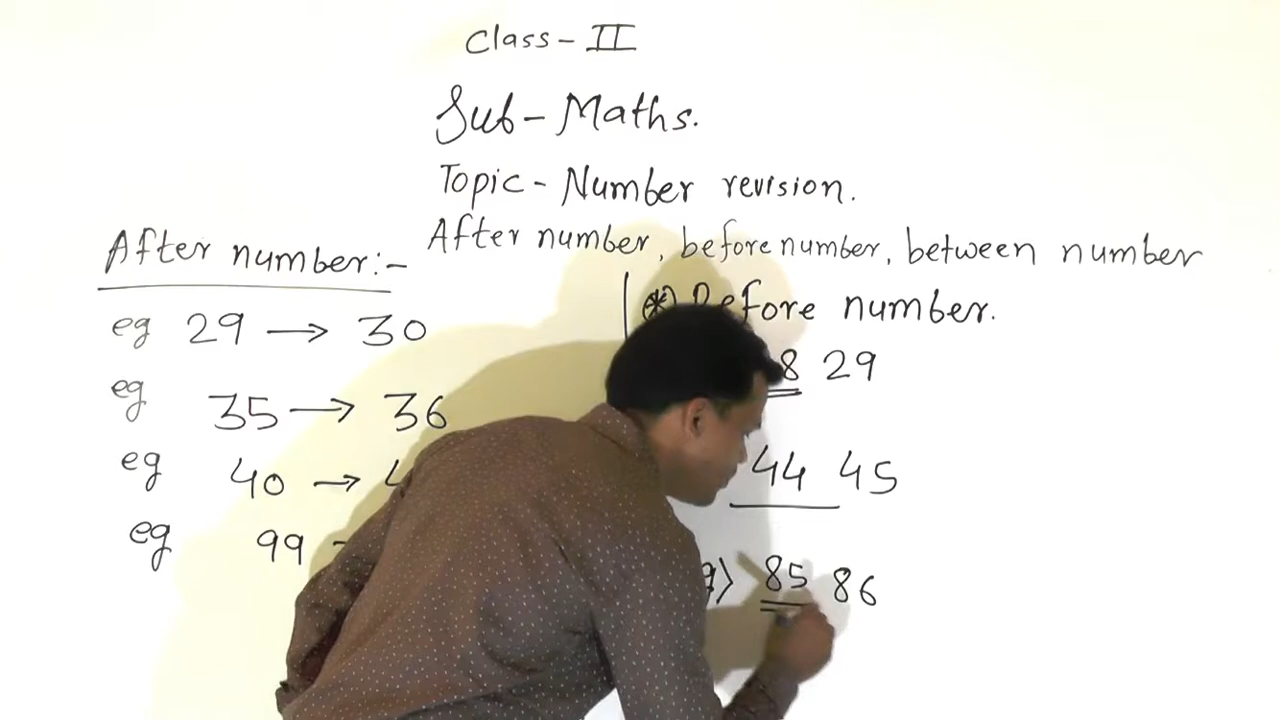 Class - II
Sub - Maths.
Topic - Number revision.
After number, before number, between number
After number:-
eg 29 → 30
eg 35 → 36
eg 40 →
eg 99
Before number.
29
44 45
85 86